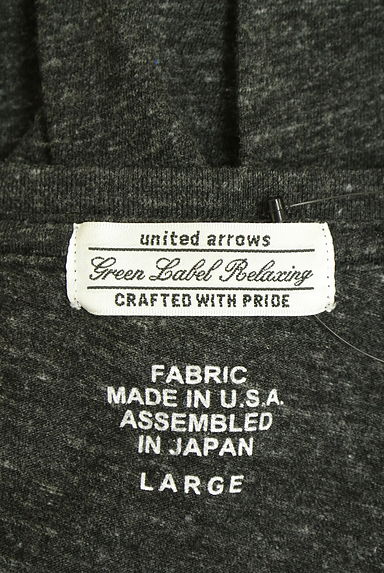 united arrows
Green Label Relaxing
CRAFTED WITH PRIDE
FABRIC
MADE IN U.S.A.
ASSEMBLED
IN JAPAN
LARGE